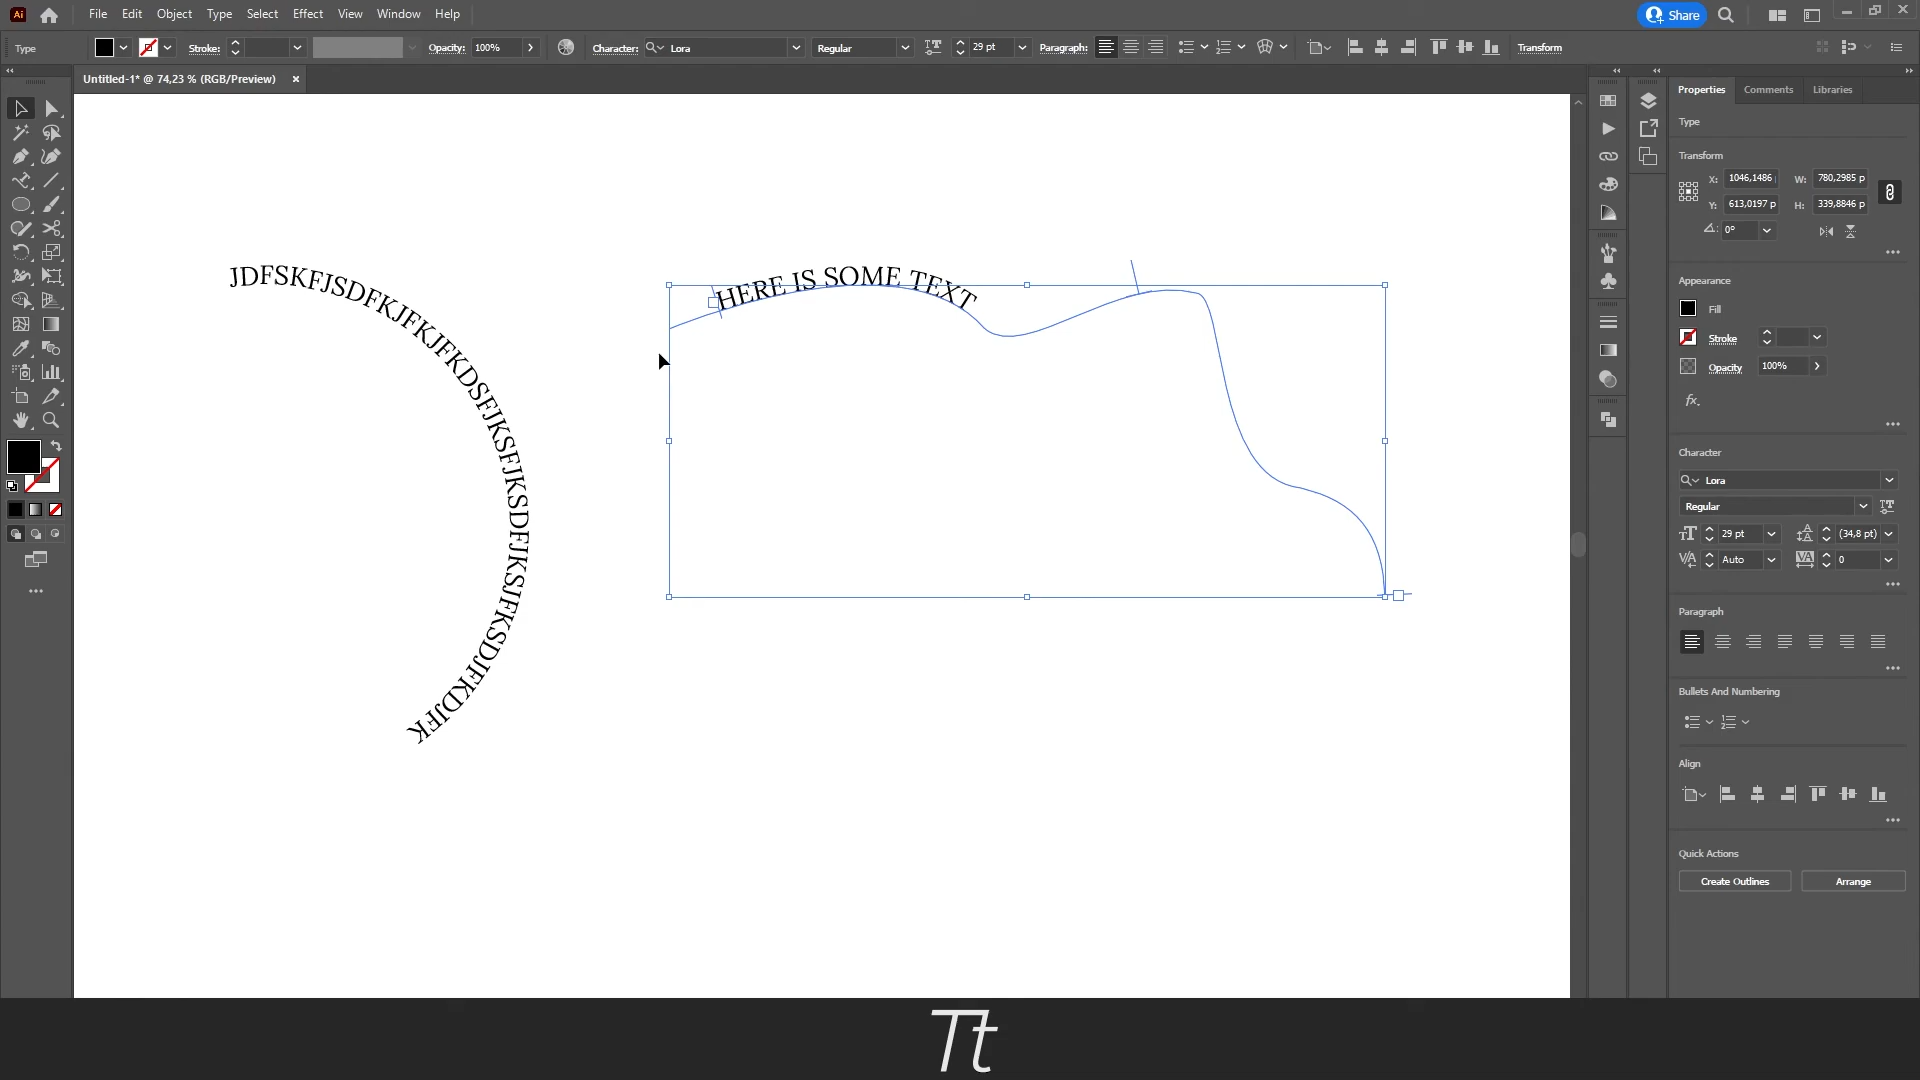 Ai File Edit Object Type Select Effect View Window Help Share
Type Stroke: Opacity: 100% Character: Lora Regular 29 pt Paragraph: Transform
Untitled-1* @ 74,23 % (RGB/Preview) ×
JDFSKFJSDFKJFKJFKDSFJKSFJKSDFJKSJFKSDJFKDJFK
HERE IS SOME TEXT
Properties Comments Libraries
Type
Transform
X: 1046,1486 W: 780,2985 p
Y: 613,0197 p H: 339,8846 p
0°
Appearance
Fill
Stroke
Opacity 100%
fx.
Character
Lora
Regular
29 pt (34,8 pt)
Auto 0
Paragraph
Bullets And Numbering
Align
Quick Actions
Create Outlines Arrange
Tt